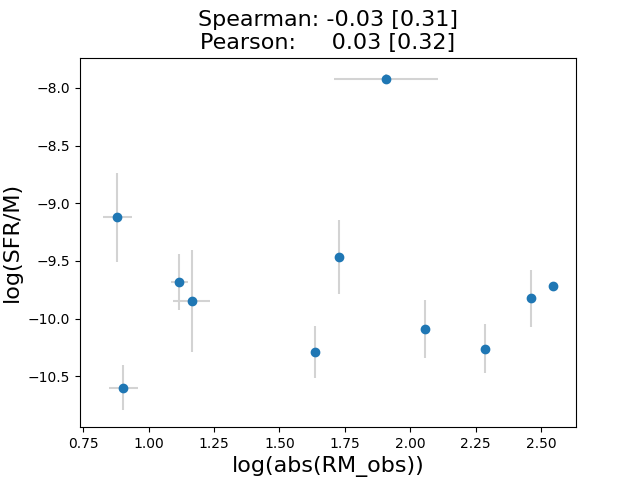 Spearman: -0.03 [0.31]
Pearson: 0.03 [0.32]
log(SFR/M)
−8.0
−8.5
−9.0
−9.5
−10.0
−10.5
0.75 1.00 1.25 1.50 1.75 2.00 2.25 2.50
log(abs(RM_obs))